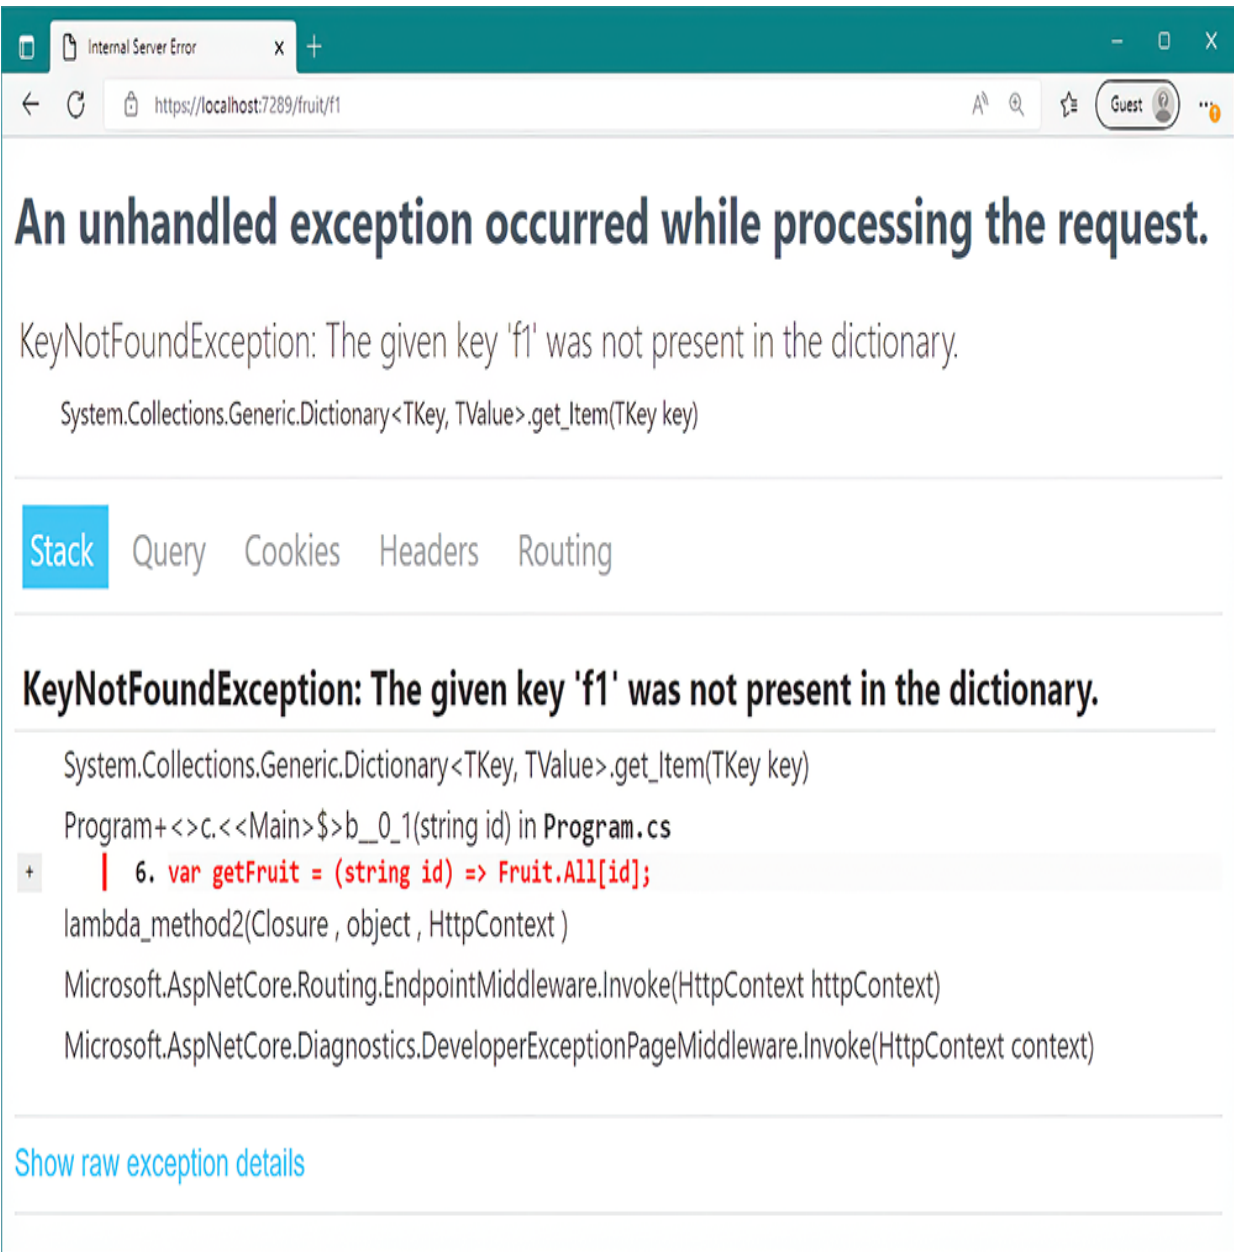 Internal Server Error
https://localhost:7289/fruit/f1
Guest
An unhandled exception occurred while processing the request.
KeyNotFoundException: The given key 'f1' was not present in the dictionary.
System.Collections.Generic.Dictionary<TKey, TValue>.get_Item(TKey key)
Stack Query Cookies Headers Routing
KeyNotFoundException: The given key 'f1' was not present in the dictionary.
System.Collections.Generic.Dictionary<TKey, TValue>.get_Item(TKey key)
Program+<>c.<<Main>$>b__0_1(string id) in Program.cs
+ 6. var getFruit = (string id) => Fruit.All[id];
lambda_method2(Closure , object , HttpContext )
Microsoft.AspNetCore.Routing.EndpointMiddleware.Invoke(HttpContext httpContext)
Microsoft.AspNetCore.Diagnostics.DeveloperExceptionPageMiddleware.Invoke(HttpContext context)
Show raw exception details